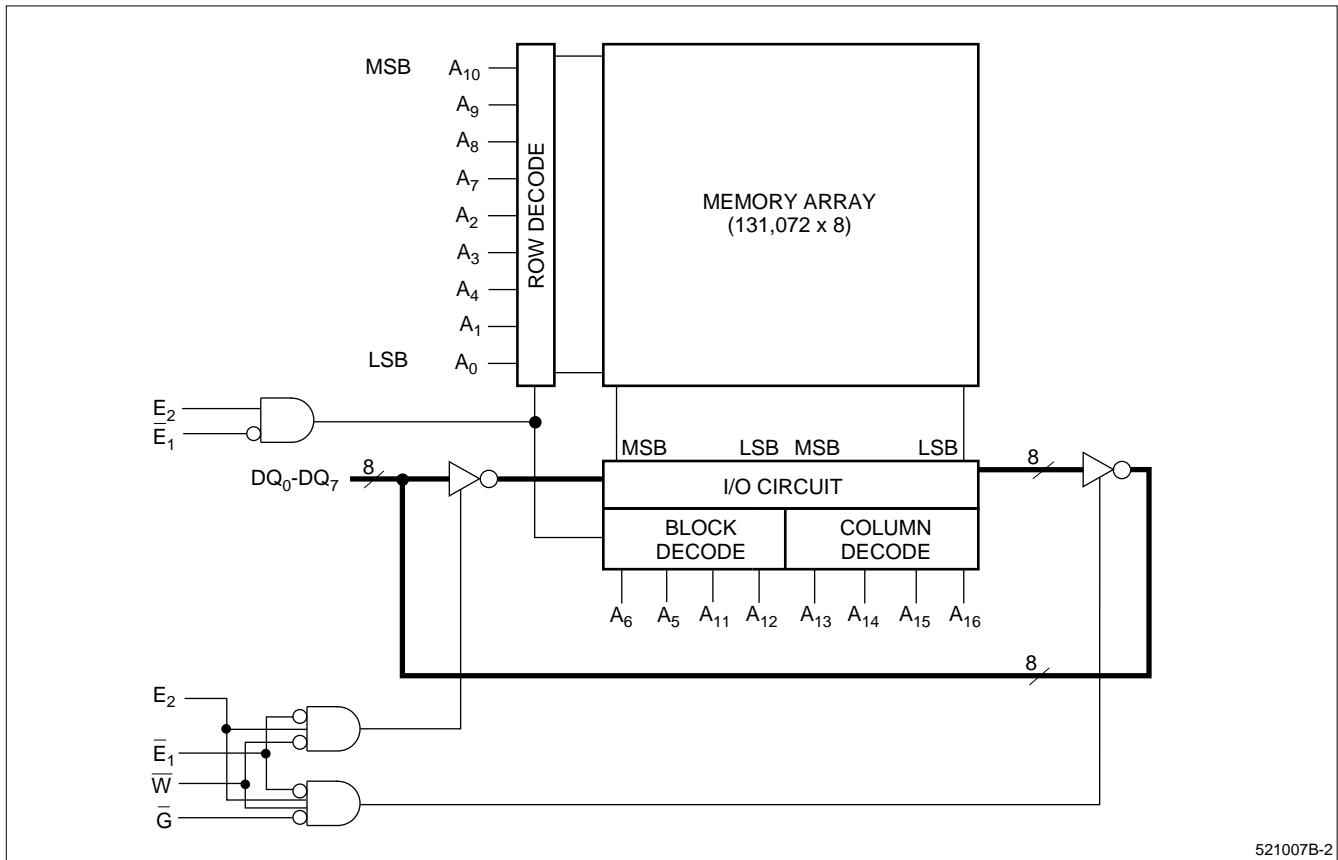 MSB A₁₀
A₉
A₈
A₇
A₂
A₃
A₄
A₁
LSB A₀
ROW DECODE
MEMORY ARRAY
(131,072 x 8)
E₂
E̅₁
MSB LSB MSB LSB
DQ₀-DQ₇ 8
I/O CIRCUIT
8
BLOCK
DECODE
COLUMN
DECODE
A₆ A₅ A₁₁ A₁₂ A₁₃ A₁₄ A₁₅ A₁₆
8
E₂
E̅₁
W̅
G̅
521007B-2